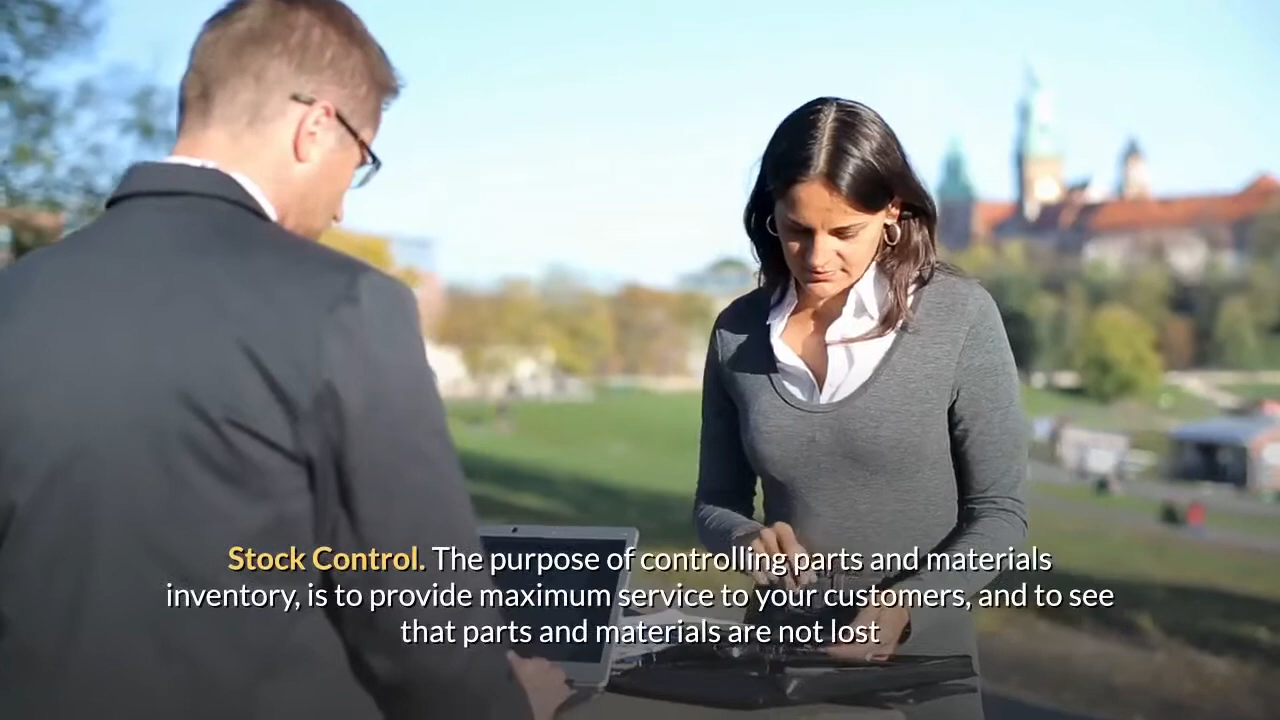 Stock Control. The purpose of controlling parts and materials
inventory, is to provide maximum service to your customers, and to see
that parts and materials are not lost